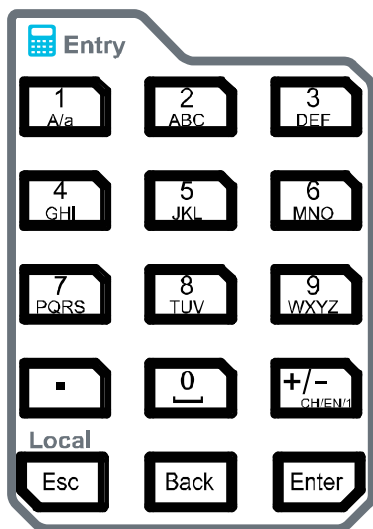 Entry
1 2 3
A/a ABC DEF
4 5 6
GHI JKL MNO
7 8 9
PQRS TUV WXYZ
. 0 +/-
CH/EN/1
Local
Esc Back Enter